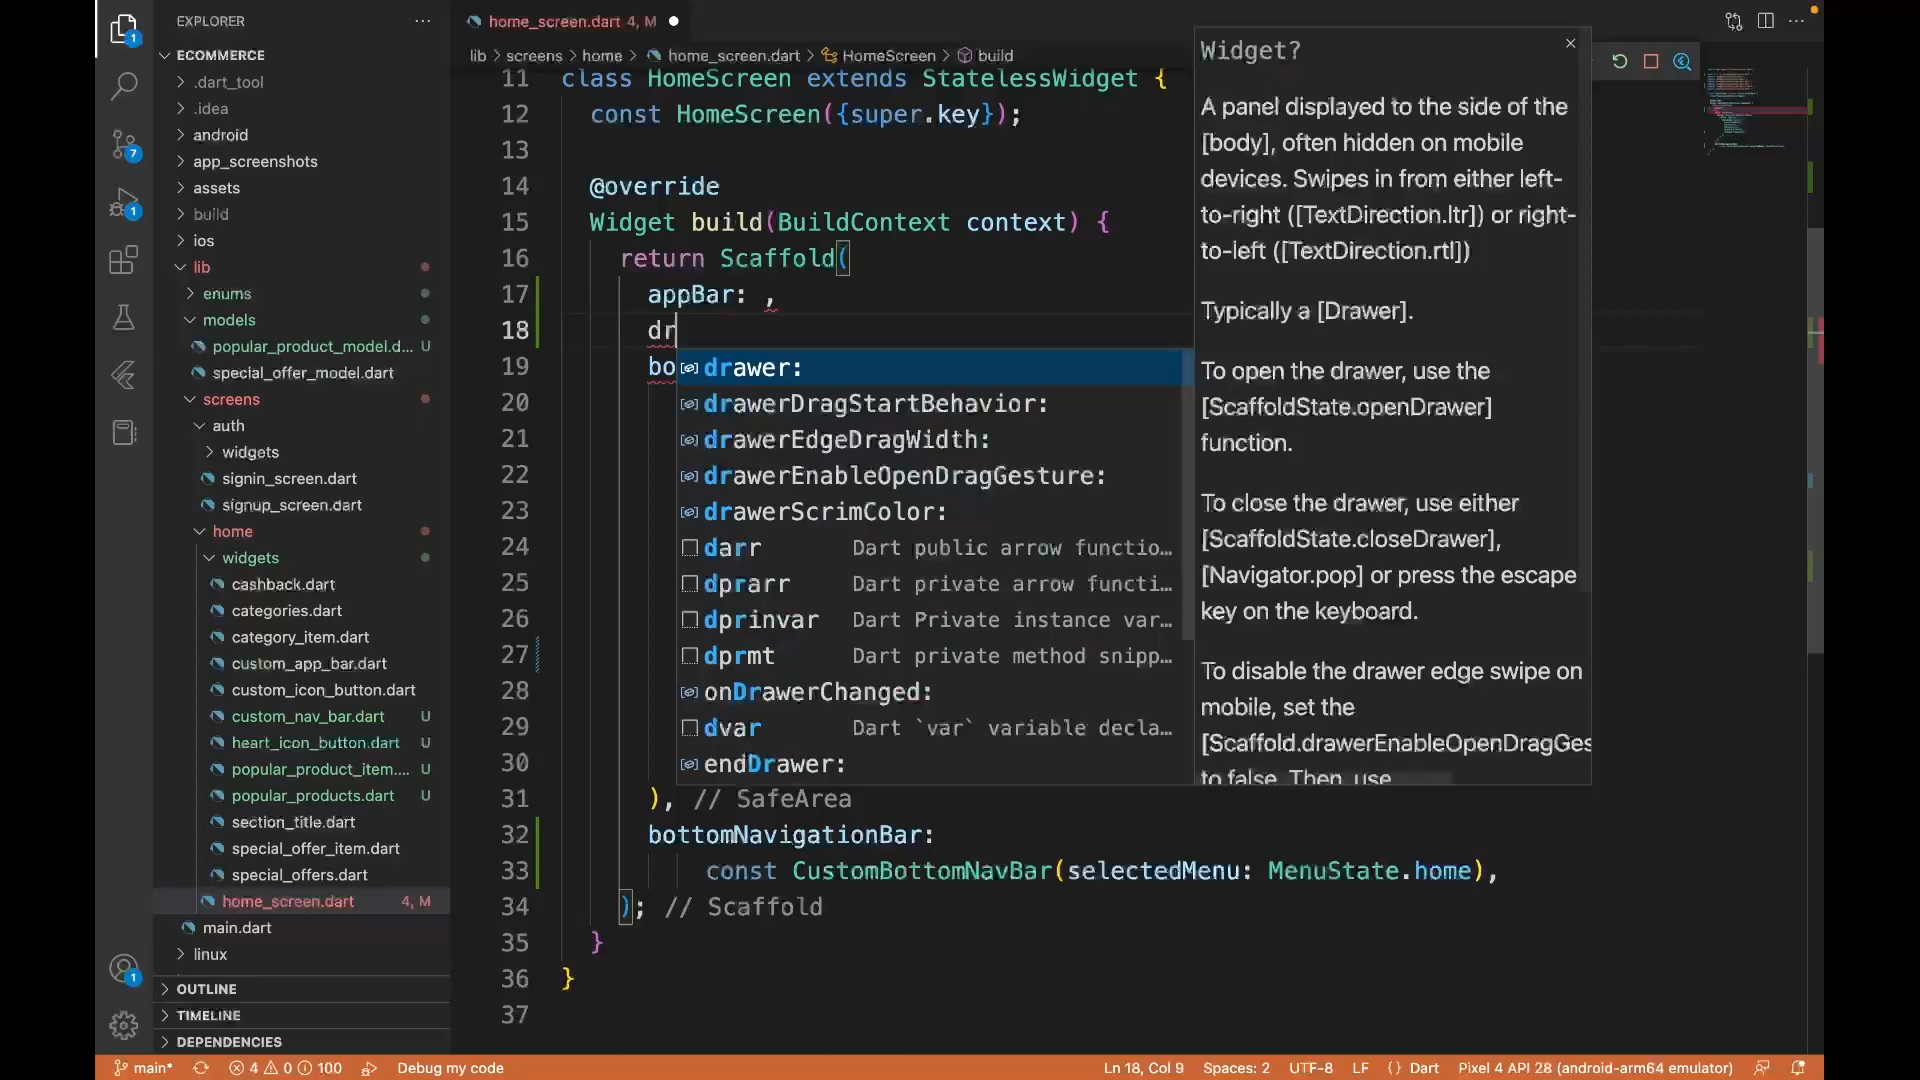 EXPLORER
ECOMMERCE
.dart_tool
.idea
android
app_screenshots
assets
build
ios
lib
enums
models
popular_product_model.d... U
special_offer_model.dart
screens
auth
widgets
signin_screen.dart
signup_screen.dart
home
widgets
cashback.dart
categories.dart
category_item.dart
custom_app_bar.dart
custom_icon_button.dart
custom_nav_bar.dart U
heart_icon_button.dart U
popular_product_item.... U
popular_products.dart U
section_title.dart
special_offer_item.dart
special_offers.dart
home_screen.dart 4, M
main.dart
linux
OUTLINE
TIMELINE
DEPENDENCIES
1
7
1
1
home_screen.dart 4, M
lib > screens > home > home_screen.dart > HomeScreen > build
11 class HomeScreen extends StatelessWidget {
12 const HomeScreen({super.key});
13
14 @override
15 Widget build(BuildContext context) {
16 return Scaffold(
17 appBar: ,
18 dr
19 bo
20
21
22
23
24
25
26
27
28
29
30
31 ), // SafeArea
32 bottomNavigationBar:
33 const CustomBottomNavBar(selectedMenu: MenuState.home),
34 ); // Scaffold
35 }
36 }
37
drawer:
drawerDragStartBehavior:
drawerEdgeDragWidth:
drawerEnableOpenDragGesture:
drawerScrimColor:
darr Dart public arrow functio...
dprarr Dart private arrow functi...
dprinvar Dart Private instance var...
dprmt Dart private method snipp...
onDrawerChanged:
dvar Dart `var` variable decla...
endDrawer:
Widget?
A panel displayed to the side of the
[body], often hidden on mobile
devices. Swipes in from either left-
to-right ([TextDirection.ltr]) or right-
to-left ([TextDirection.rtl])
Typically a [Drawer].
To open the drawer, use the
[ScaffoldState.openDrawer]
function.
To close the drawer, use either
[ScaffoldState.closeDrawer],
[Navigator.pop] or press the escape
key on the keyboard.
To disable the drawer edge swipe on
mobile, set the
[Scaffold.drawerEnableOpenDragGes
to false. Then, use
main* 4 0 100 Debug my code Ln 18, Col 9 Spaces: 2 UTF-8 LF {} Dart Pixel 4 API 28 (android-arm64 emulator)